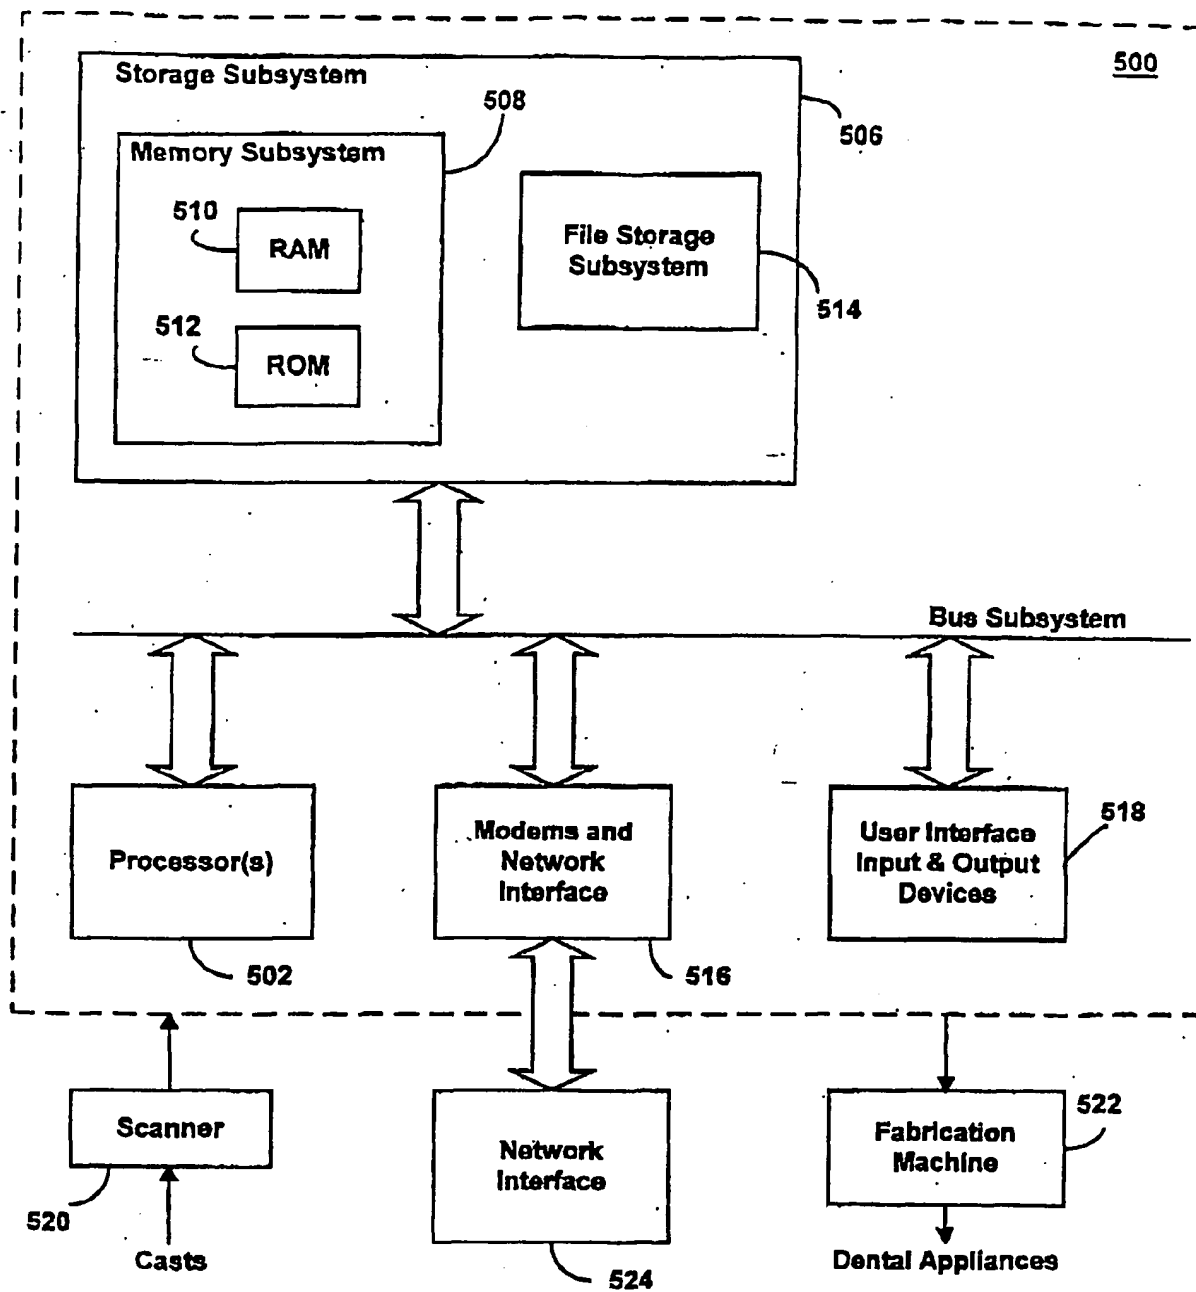 500
Storage Subsystem
506
508
Memory Subsystem
510
RAM
512
ROM
File Storage
Subsystem
514
Bus Subsystem
Processor(s)
502
Modems and
Network
Interface
516
User Interface
Input & Output
Devices
518
Scanner
520
Casts
Network
Interface
524
Fabrication
Machine
522
Dental Appliances